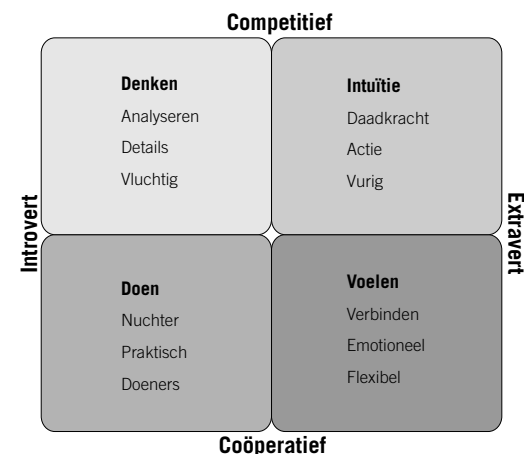 Competitief
Denken
Analyseren
Details
Vluchtig
Intuïtie
Daadkracht
Actie
Vurig
Introvert
Extravert
Doen
Nuchter
Praktisch
Doeners
Voelen
Verbinden
Emotioneel
Flexibel
Coöperatief